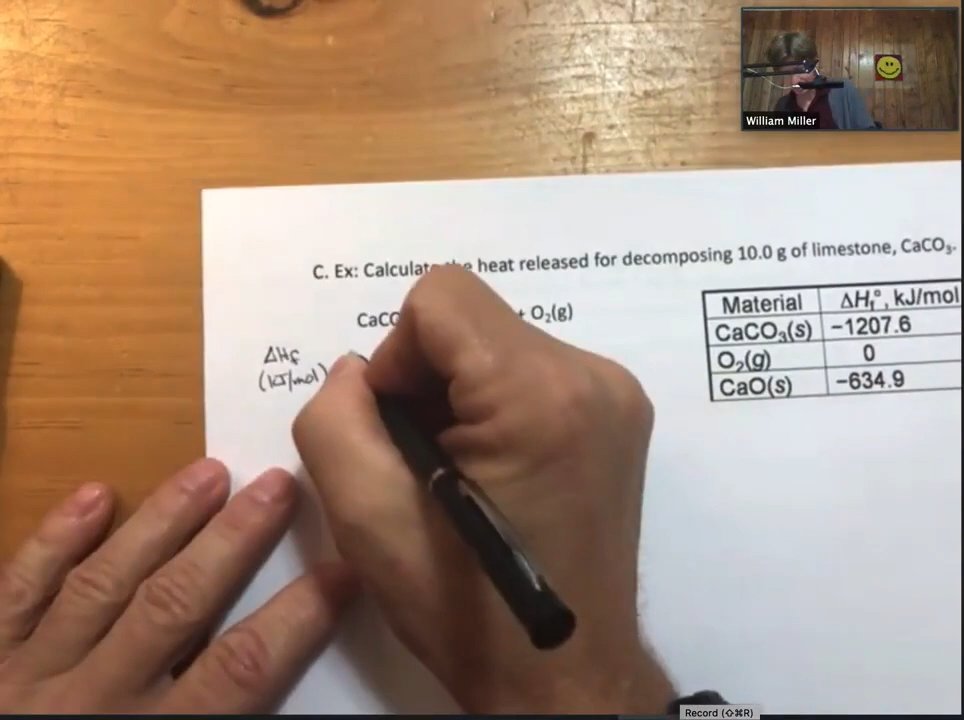 William Miller
C. Ex: Calculate the heat released for decomposing 10.0 g of limestone, CaCO₃.
CaCO + O₂(g)
ΔHf
(kJ/mol)
Material ΔHf°, kJ/mol
CaCO₃(s) −1207.6
O₂(g) 0
CaO(s) −634.9
Record (⇧⌘R)